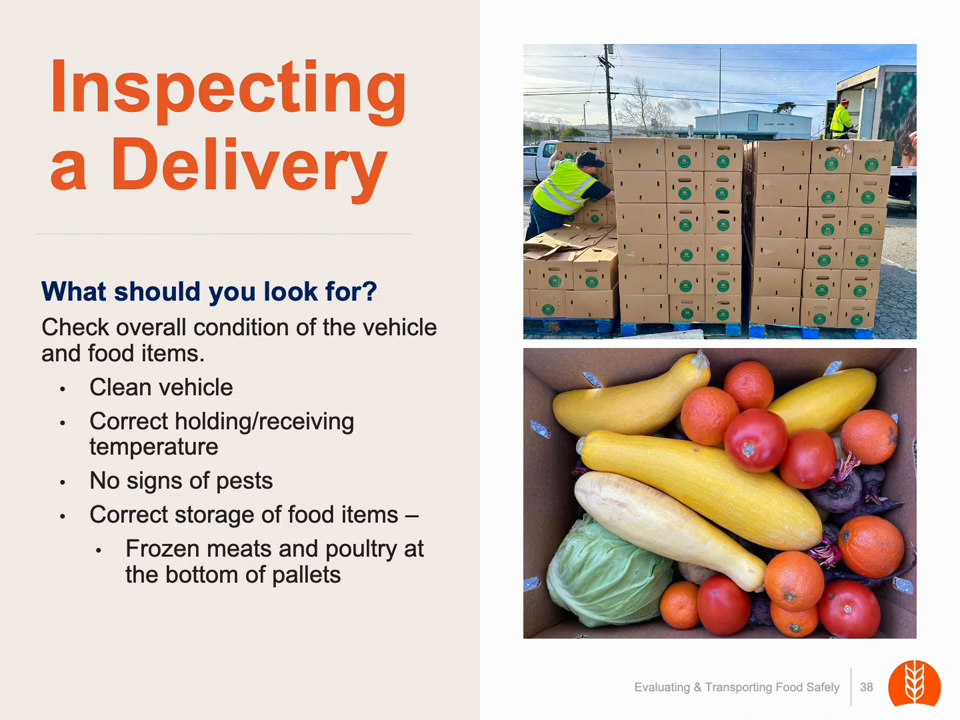 Inspecting
a Delivery
What should you look for?
Check overall condition of the vehicle
and food items.
• Clean vehicle
• Correct holding/receiving
temperature
• No signs of pests
• Correct storage of food items –
• Frozen meats and poultry at
the bottom of pallets
Evaluating & Transporting Food Safely
38